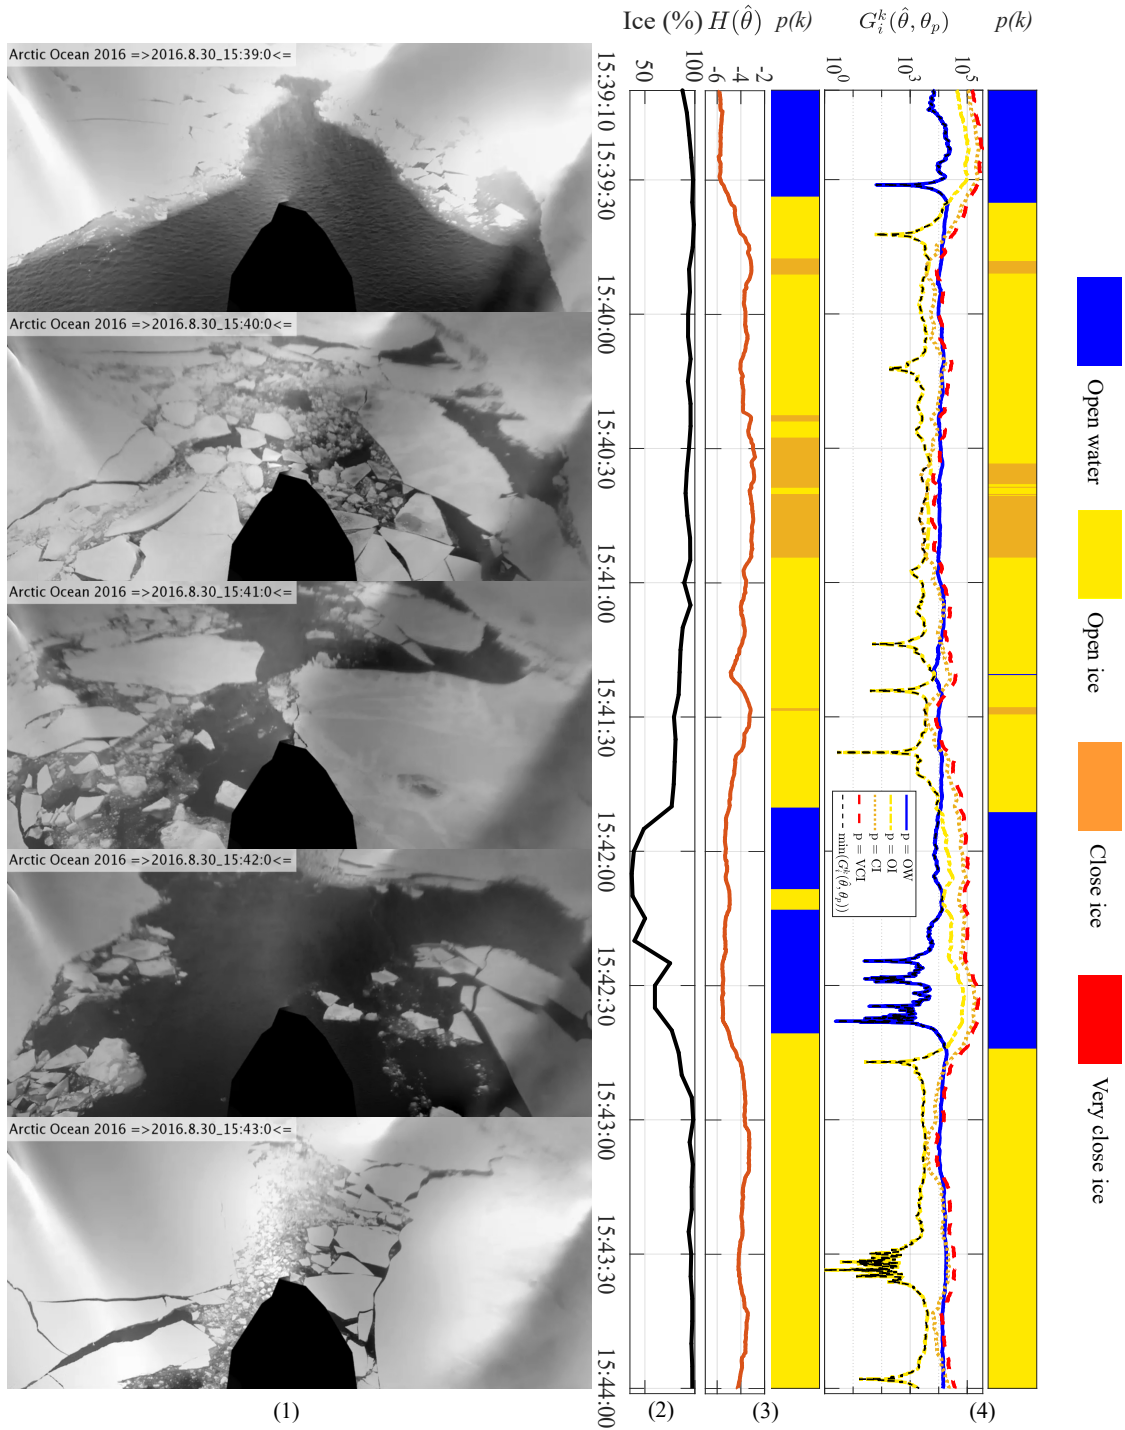 Ice (%)
H(θ̂)
p(k)
G_i^k(θ̂, θ_p)
p(k)
50
100
-6
-4
-2
10^0
10^3
10^5
Arctic Ocean 2016 =>2016.8.30_15:39:0<=
Arctic Ocean 2016 =>2016.8.30_15:40:0<=
Arctic Ocean 2016 =>2016.8.30_15:41:0<=
Arctic Ocean 2016 =>2016.8.30_15:42:0<=
Arctic Ocean 2016 =>2016.8.30_15:43:0<=
15:39:10
15:39:30
15:40:00
15:40:30
15:41:00
15:41:30
15:42:00
15:42:30
15:43:00
15:43:30
15:44:00
p = OW
p = OI
p = CI
p = VCI
min(G_i^k(θ̂, θ_p))
Open water
Open ice
Close ice
Very close ice
(1)
(2)
(3)
(4)